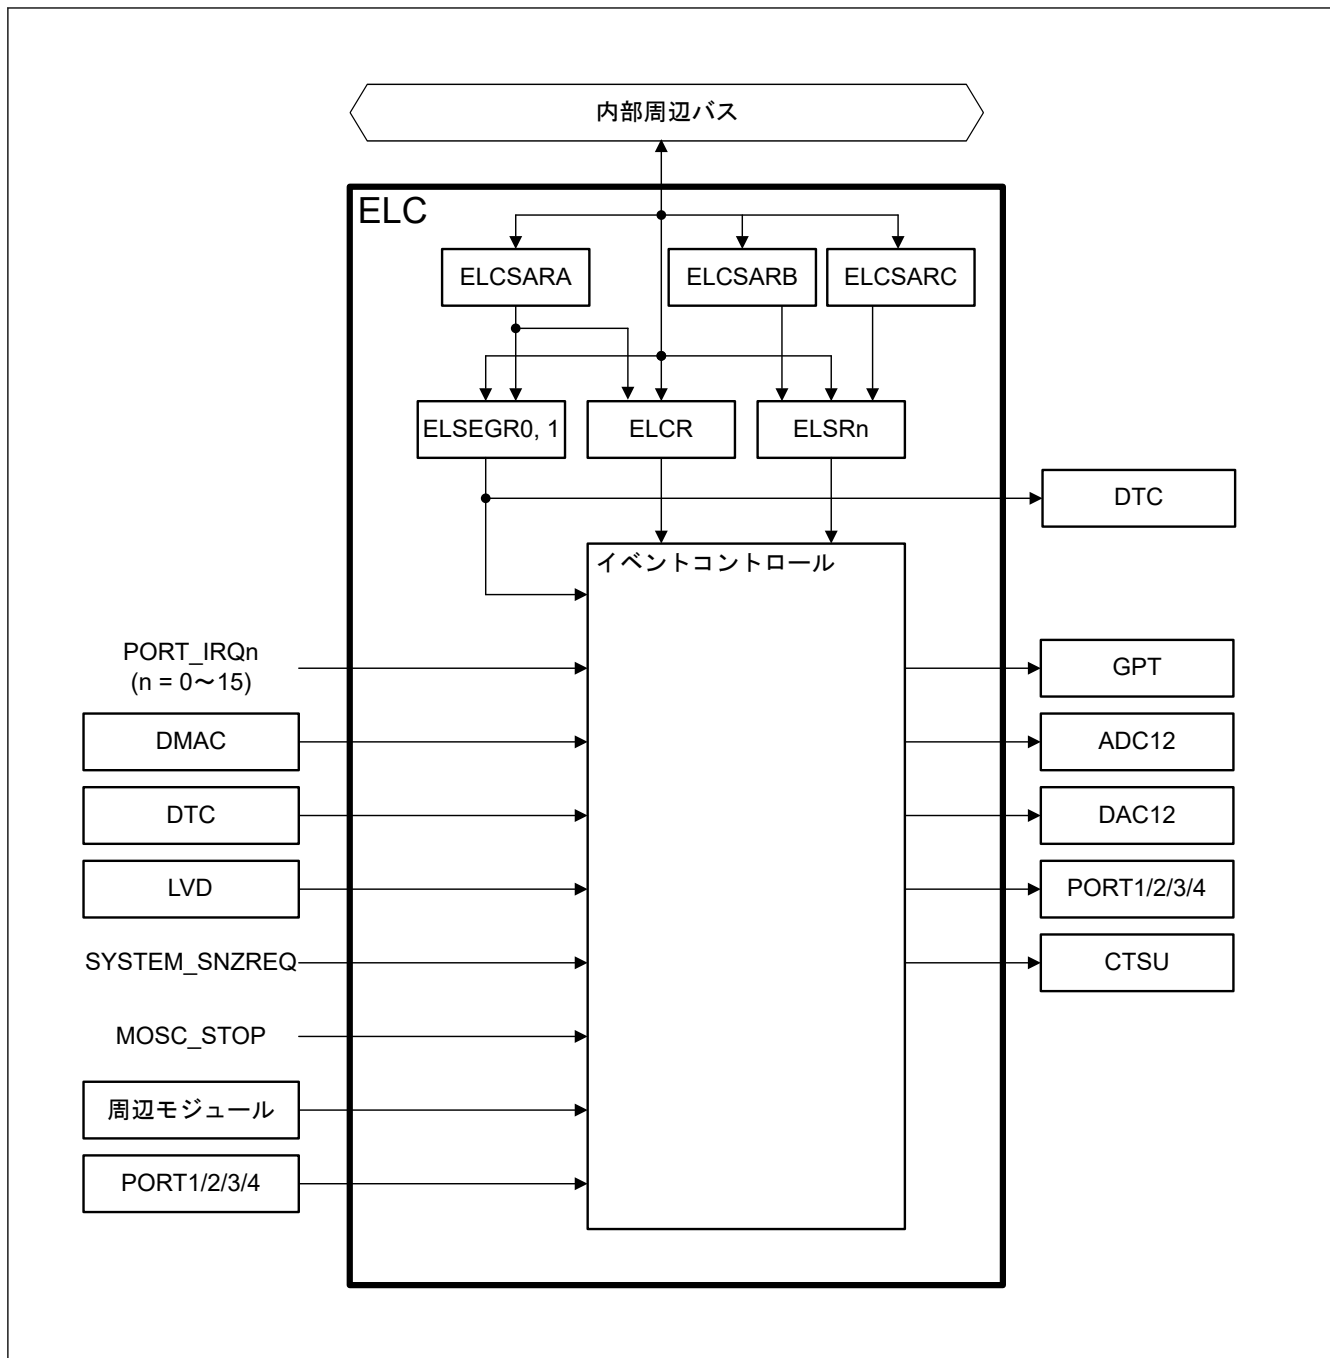 内部周辺バス
ELC
ELCSARA
ELCSARB
ELCSARC
ELSEGR0, 1
ELCR
ELSRn
DTC
イベントコントロール
PORT_IRQn
(n = 0～15)
GPT
DMAC
ADC12
DTC
DAC12
LVD
PORT1/2/3/4
SYSTEM_SNZREQ
CTSU
MOSC_STOP
周辺モジュール
PORT1/2/3/4